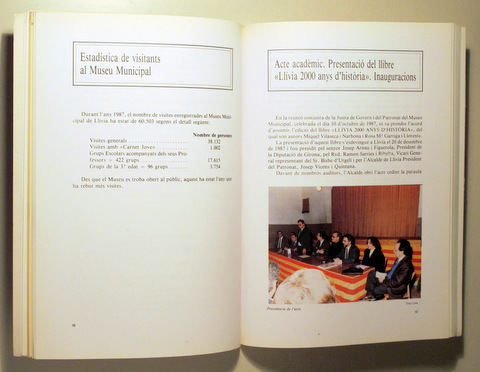 Estadística de visitants
al Museu Municipal
Durant l'any 1987, el nombre de visites enregistrades al Museu Muni-
cipal de Llívia ha estat de 60.503 segons el detall següent:
Nombre de persones
Visites generals
38.132
Visites amb «Carnet Jove»
1.002
Grups Escolars acompanyats dels seus Pro-
fessors — 422 grups
17.615
Grups de la 3ª edat — 96 grups
3.754
Des que el Museu es troba obert al públic, aquest ha estat l'any que
ha rebut més visites.
Acte acadèmic. Presentació del llibre
«Llívia 2000 anys d'història». Inauguracions
En la reunió conjunta de la Junta de Govern i del Patronat del Museu
Municipal, celebrada el dia 10 d'octubre de 1987, es va prendre l'acord
d'assumir l'edició del llibre «LLÍVIA 2000 ANYS D'HISTÒRIA», del
qual són autors Miquel Vilanova i Rosa Mª Garriga i Llorente.
La presentació d'aquest llibre s'esdevingué a Llívia el 20 de desembre
de 1987 i fou presidit pel senyor Josep Arnau i Figuerola, President de
la Diputació de Girona, pel Rvd. Ramon Sarriés i Ribalta, Vicari Gene-
ral representant del Sr. Bisbe d'Urgell i per l'Alcalde de Llívia President
del Patronat, Josep Vinyet i Quintana.
Davant de nombrós auditori, l'Alcalde obrí l'acte cedint la paraula
Presidència de l'acte.